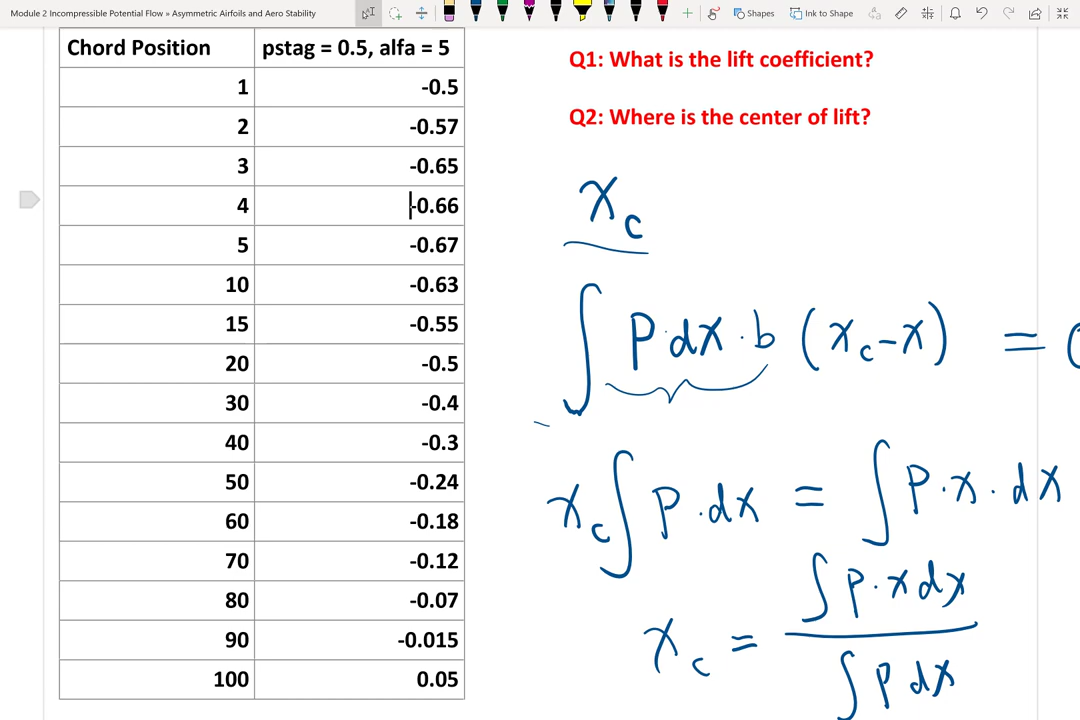 Module 2 Incompressible Potential Flow » Asymmetric Airfoils and Aero Stability
Shapes
Ink to Shape
Chord Position pstag = 0.5, alfa = 5
1 -0.5
2 -0.57
3 -0.65
4 -0.66
5 -0.67
10 -0.63
15 -0.55
20 -0.5
30 -0.4
40 -0.3
50 -0.24
60 -0.18
70 -0.12
80 -0.07
90 -0.015
100 0.05
Q1: What is the lift coefficient?
Q2: Where is the center of lift?
x_c
∫ P·dx·b (x_c-x) =
x_c ∫ P·dx = ∫ P·x·dx
x_c = ∫ P·x dx / ∫ P dx